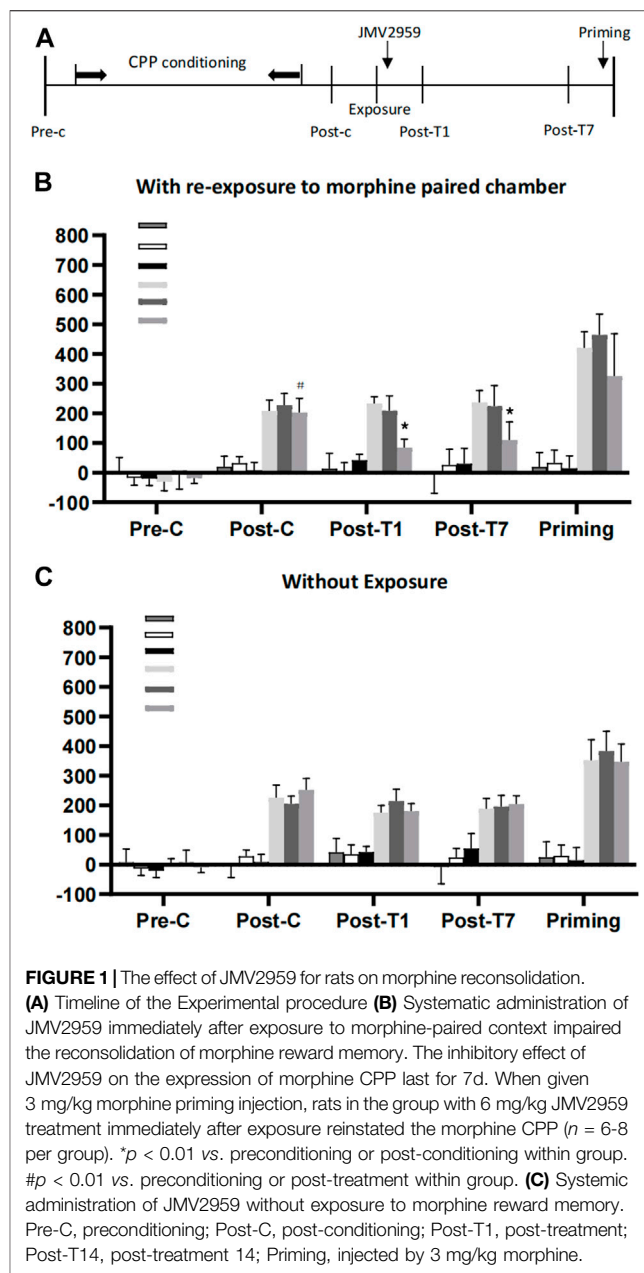 A
JMV2959
Priming
CPP conditioning
Exposure
Pre-c
Post-c
Post-T1
Post-T7
B
With re-exposure to morphine paired chamber
800
700
600
500
400
300
200
100
0
-100
#
*
*
Pre-C
Post-C
Post-T1
Post-T7
Priming
C
Without Exposure
800
700
600
500
400
300
200
100
0
-100
Pre-C
Post-C
Post-T1
Post-T7
Priming
FIGURE 1 | The effect of JMV2959 for rats on morphine reconsolidation.
(A) Timeline of the Experimental procedure (B) Systematic administration of
JMV2959 immediately after exposure to morphine-paired context impaired
the reconsolidation of morphine reward memory. The inhibitory effect of
JMV2959 on the expression of morphine CPP last for 7d. When given
3 mg/kg morphine priming injection, rats in the group with 6 mg/kg JMV2959
treatment immediately after exposure reinstated the morphine CPP (n = 6-8
per group). *p < 0.01 vs. preconditioning or post-conditioning within group.
#p < 0.01 vs. preconditioning or post-treatment within group. (C) Systemic
administration of JMV2959 without exposure to morphine reward memory.
Pre-C, preconditioning; Post-C, post-conditioning; Post-T1, post-treatment;
Post-T14, post-treatment 14; Priming, injected by 3 mg/kg morphine.